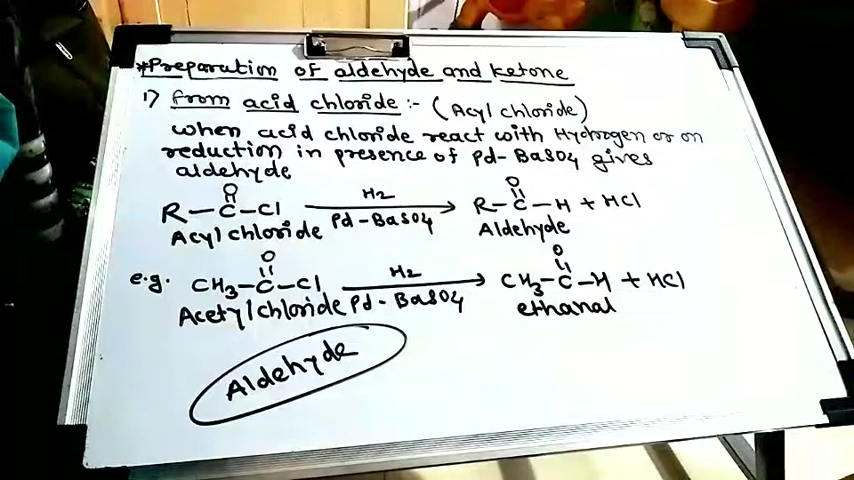 *Preparation of aldehyde and ketone
1) from acid chloride :- (Acyl chloride)
when acid chloride react with Hydrogen or on
reduction in presence of Pd-BaSO4 gives
aldehyde
O H2 O
R-C-Cl → R-C-H + HCl
Acyl chloride Pd-BaSO4 Aldehyde
O H2 O
e.g. CH3-C-Cl → CH3-C-H + HCl
Acetyl chloride Pd-BaSO4 ethanal
Aldehyde